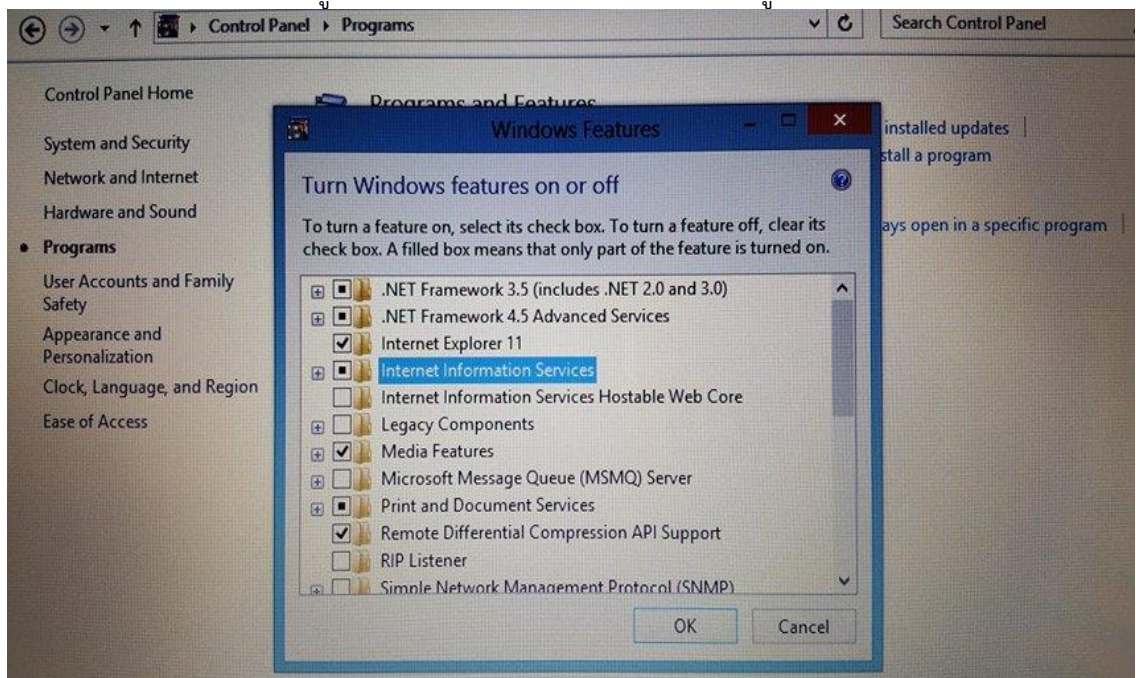 Control Panel ▸ Programs
Search Control Panel
Control Panel Home
System and Security
Network and Internet
Hardware and Sound
Programs
User Accounts and Family
Safety
Appearance and
Personalization
Clock, Language, and Region
Ease of Access
Programs and Features
installed updates
stall a program
ays open in a specific program
Windows Features
Turn Windows features on or off
To turn a feature on, select its check box. To turn a feature off, clear its
check box. A filled box means that only part of the feature is turned on.
.NET Framework 3.5 (includes .NET 2.0 and 3.0)
.NET Framework 4.5 Advanced Services
Internet Explorer 11
Internet Information Services
Internet Information Services Hostable Web Core
Legacy Components
Media Features
Microsoft Message Queue (MSMQ) Server
Print and Document Services
Remote Differential Compression API Support
RIP Listener
Simple Network Management Protocol (SNMP)
OK
Cancel